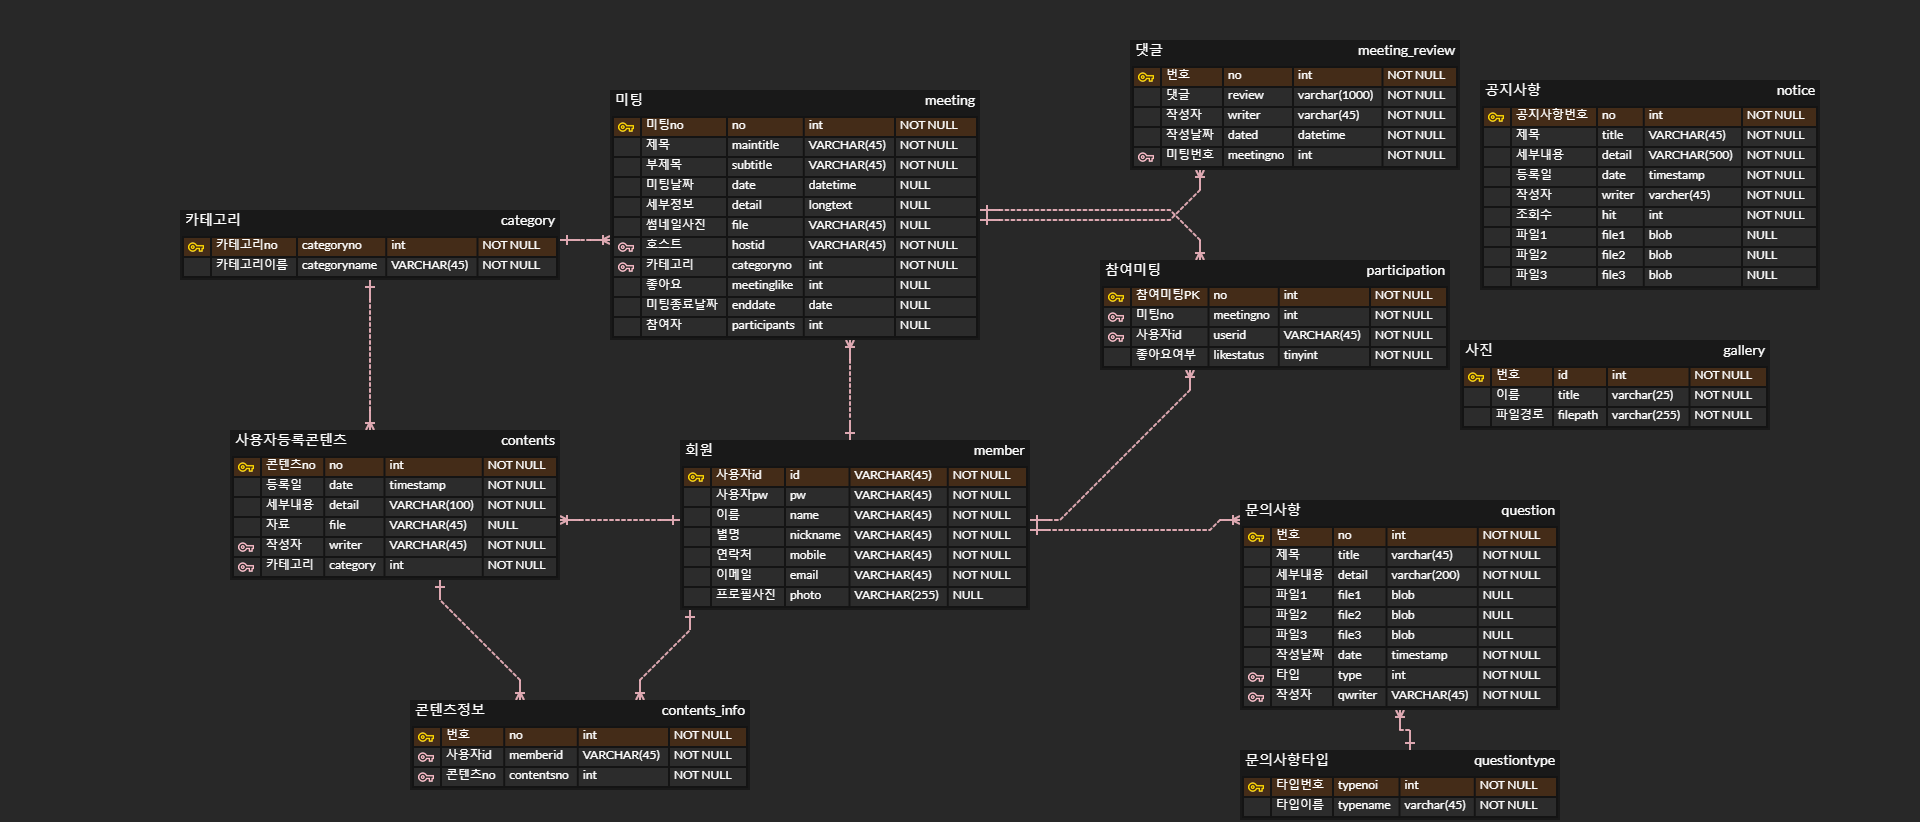 댓글 meeting_review
번호 no int NOT NULL
댓글 review varchar(1000) NOT NULL
작성자 writer varchar(45) NOT NULL
작성날짜 dated datetime NOT NULL
미팅번호 meetingno int NOT NULL
공지사항 notice
공지사항번호 no int NOT NULL
제목 title VARCHAR(45) NOT NULL
세부내용 detail VARCHAR(500) NOT NULL
등록일 date timestamp NOT NULL
작성자 writer varcher(45) NOT NULL
조회수 hit int NOT NULL
파일1 file1 blob NULL
파일2 file2 blob NULL
파일3 file3 blob NULL
미팅 meeting
미팅no no int NOT NULL
제목 maintitle VARCHAR(45) NOT NULL
부제목 subtitle VARCHAR(45) NOT NULL
미팅날짜 date datetime NULL
세부정보 detail longtext NULL
썸네일사진 file VARCHAR(45) NULL
호스트 hostid VARCHAR(45) NOT NULL
카테고리 categoryno int NOT NULL
좋아요 meetinglike int NULL
미팅종료날짜 enddate date NULL
참여자 participants int NULL
카테고리 category
카테고리no categoryno int NOT NULL
카테고리이름 categoryname VARCHAR(45) NOT NULL
참여미팅 participation
참여미팅PK no int NOT NULL
미팅no meetingno int NOT NULL
사용자id userid VARCHAR(45) NOT NULL
좋아요여부 likestatus tinyint NOT NULL
사진 gallery
번호 id int NOT NULL
이름 title varchar(25) NOT NULL
파일경로 filepath varchar(255) NOT NULL
사용자등록콘텐츠 contents
콘텐츠no no int NOT NULL
등록일 date timestamp NOT NULL
세부내용 detail VARCHAR(100) NOT NULL
자료 file VARCHAR(45) NULL
작성자 writer VARCHAR(45) NOT NULL
카테고리 category int NOT NULL
회원 member
사용자id id VARCHAR(45) NOT NULL
사용자pw pw VARCHAR(45) NOT NULL
이름 name VARCHAR(45) NOT NULL
별명 nickname VARCHAR(45) NOT NULL
연락처 mobile VARCHAR(45) NOT NULL
이메일 email VARCHAR(45) NOT NULL
프로필사진 photo VARCHAR(255) NULL
문의사항 question
번호 no int NOT NULL
제목 title varchar(45) NOT NULL
세부내용 detail varchar(200) NOT NULL
파일1 file1 blob NULL
파일2 file2 blob NULL
파일3 file3 blob NULL
작성날짜 date timestamp NOT NULL
타입 type int NOT NULL
작성자 qwriter VARCHAR(45) NOT NULL
콘텐츠정보 contents_info
번호 no int NOT NULL
사용자id memberid VARCHAR(45) NOT NULL
콘텐츠no contentsno int NOT NULL
문의사항타입 questiontype
타입번호 typenoi int NOT NULL
타입이름 typename varchar(45) NOT NULL